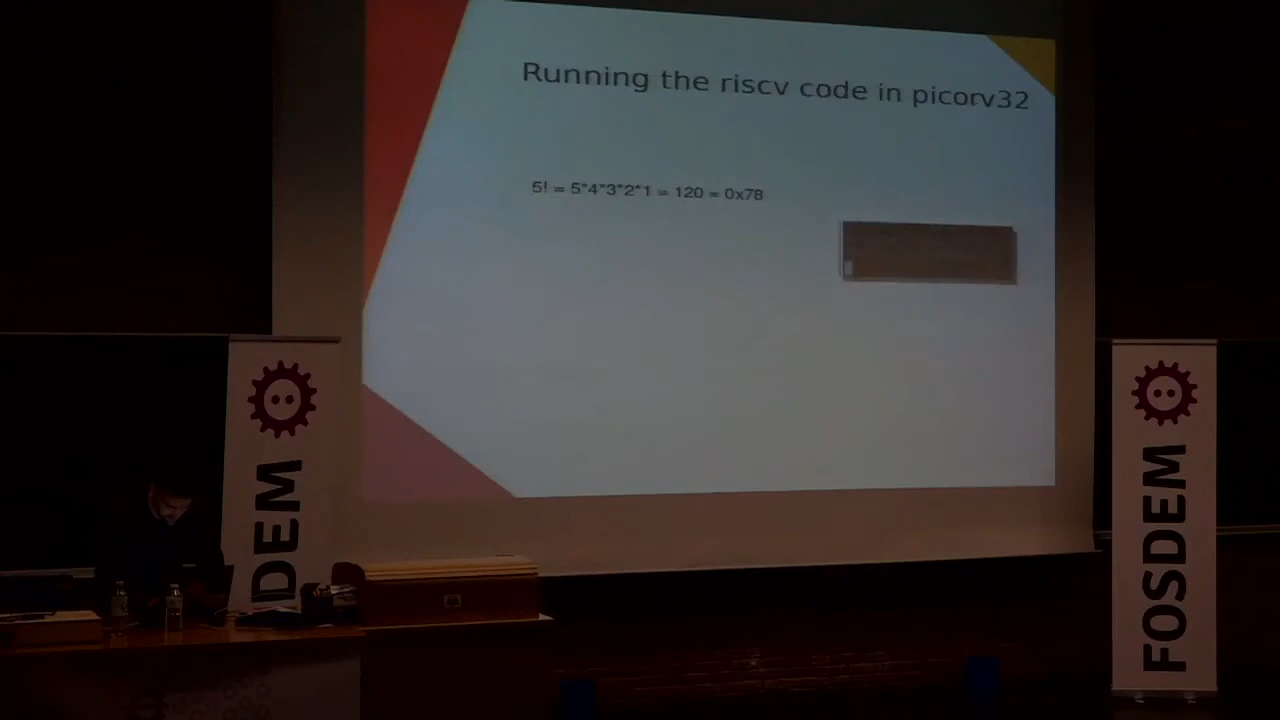 Running the riscv code in picorv32
5! = 5*4*3*2*1 = 120 = 0x78
DEM
FOSDEM